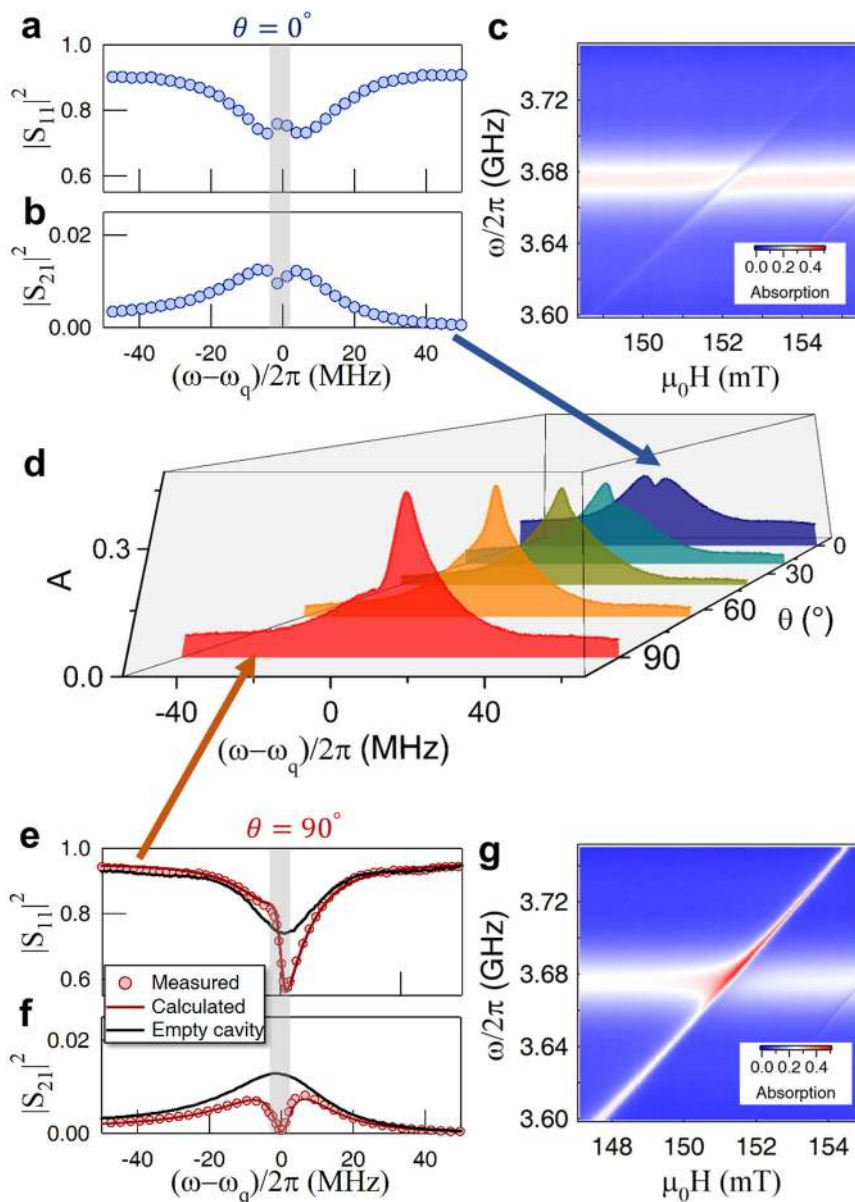 a
θ = 0°
1.0
0.8
0.6
|S11|²
b
0.02
0.00
|S21|²
-40 -20 0 20 40
(ω−ωq)/2π (MHz)
c
3.72
3.68
3.64
3.60
ω/2π (GHz)
0.0 0.2 0.4
Absorption
150 152 154
μ0H (mT)
d
0.3
0.0
A
-40 0 40
(ω−ωq)/2π (MHz)
0
30
60
90
θ (°)
e
θ = 90°
1.0
0.8
0.6
|S11|²
Measured
Calculated
Empty cavity
f
0.02
0.00
|S21|²
-40 -20 0 20 40
(ω−ωq)/2π (MHz)
g
3.72
3.68
3.64
3.60
ω/2π (GHz)
0.0 0.2 0.4
Absorption
148 150 152 154
μ0H (mT)